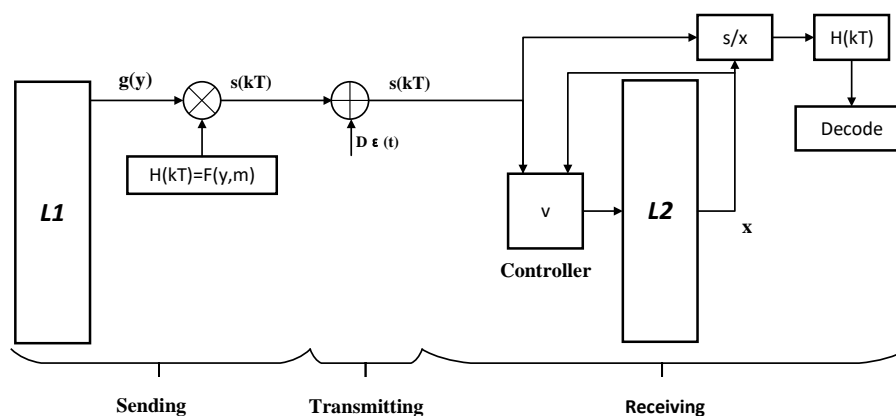 s/x
H(kT)
g(y)
s(kT)
s(kT)
D ε (t)
Decode
H(kT)=F(y,m)
L1
v
L2
x
Controller
Sending
Transmitting
Receiving